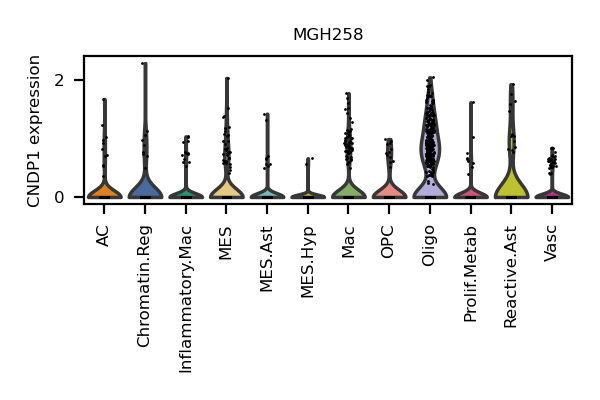 MGH258
CNDP1 expression
2
0
AC
Chromatin.Reg
Inflammatory.Mac
MES
MES.Ast
MES.Hyp
Mac
OPC
Oligo
Prolif.Metab
Reactive.Ast
Vasc